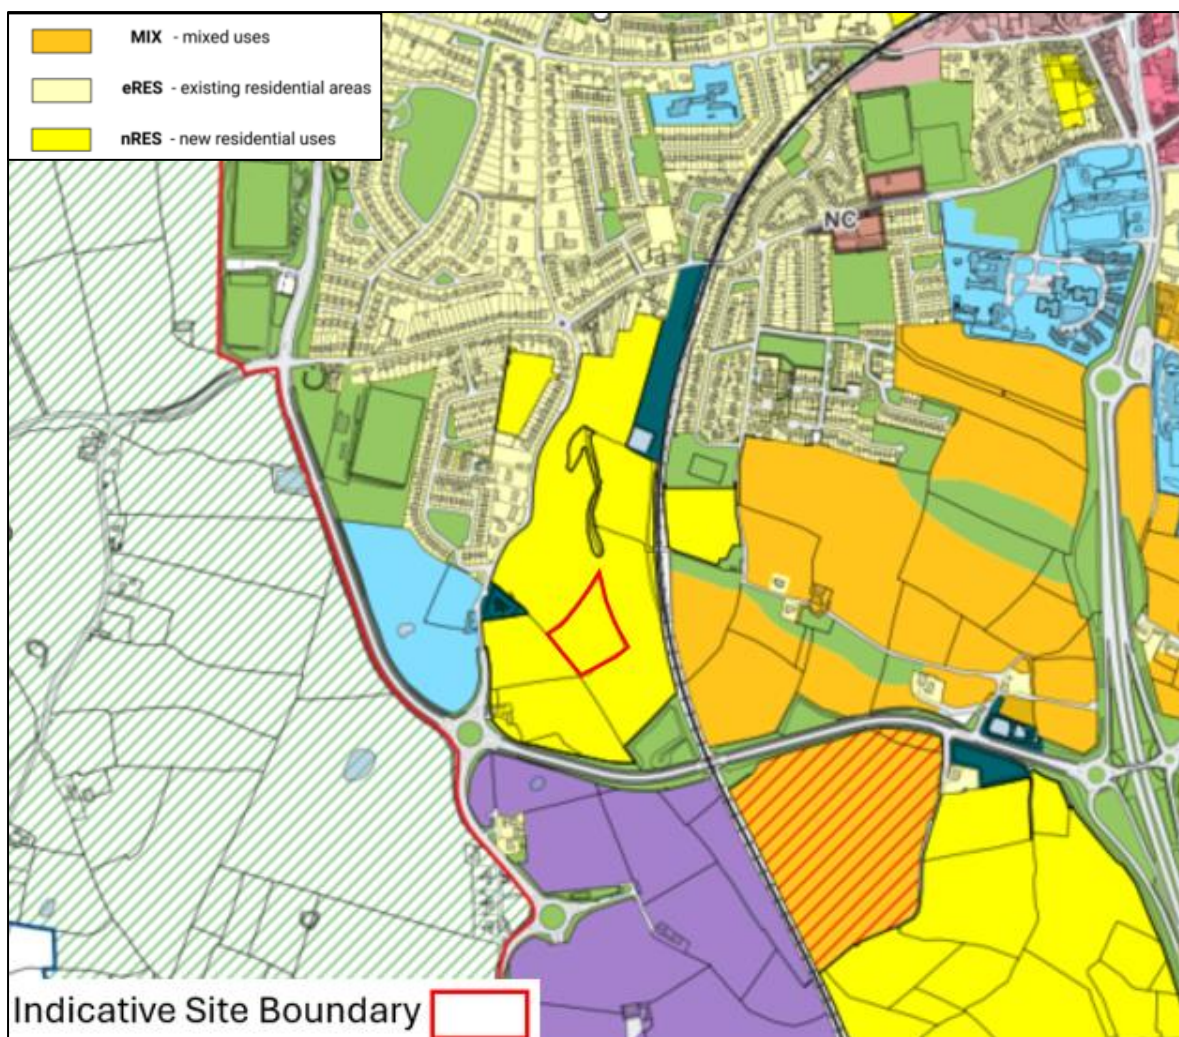 MIX - mixed uses
eRES - existing residential areas
nRES - new residential uses
NC
Indicative Site Boundary